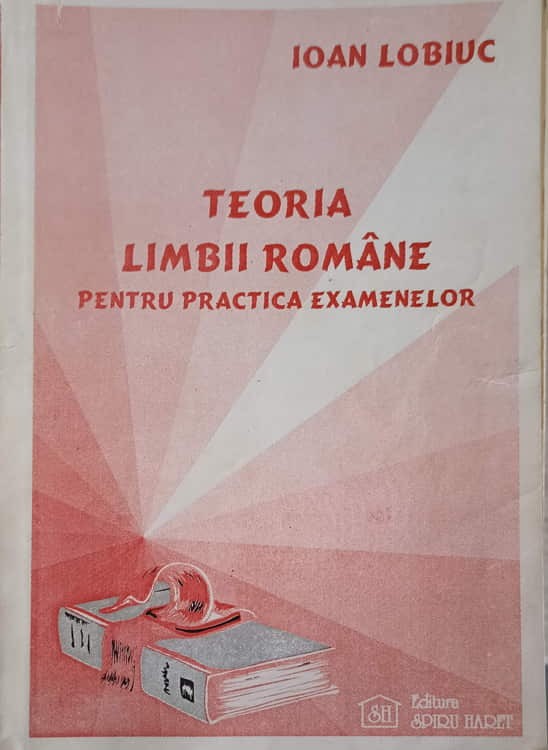 IOAN LOBIUC
TEORIA
LIMBII ROMÂNE
PENTRU PRACTICA EXAMENELOR
SH
Editura
SPIRU HARET